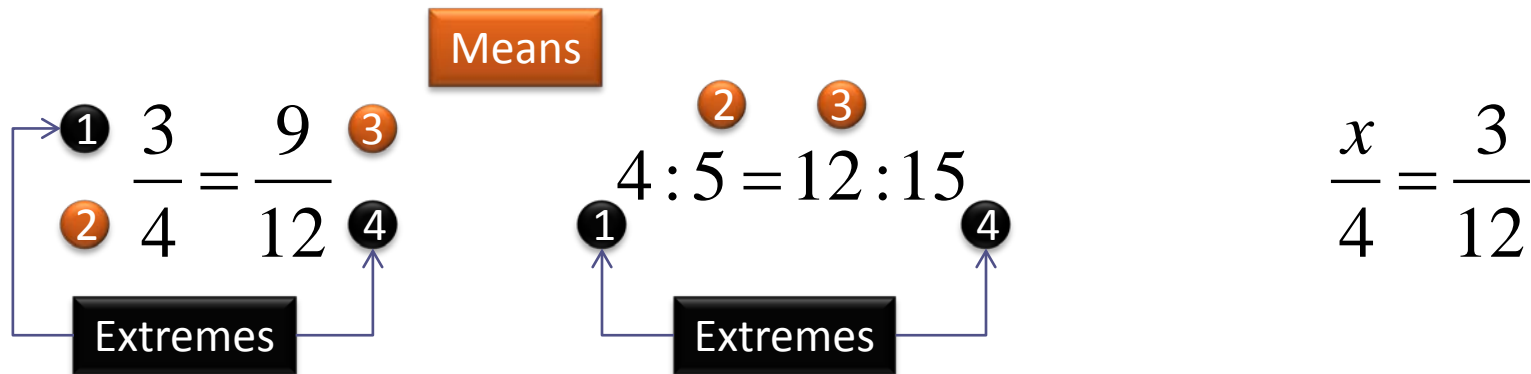 Means
1 3/4 = 9/12 3
2 4
2 3
4 : 5 = 12 : 15
1 4
x/4 = 3/12
Extremes
Extremes